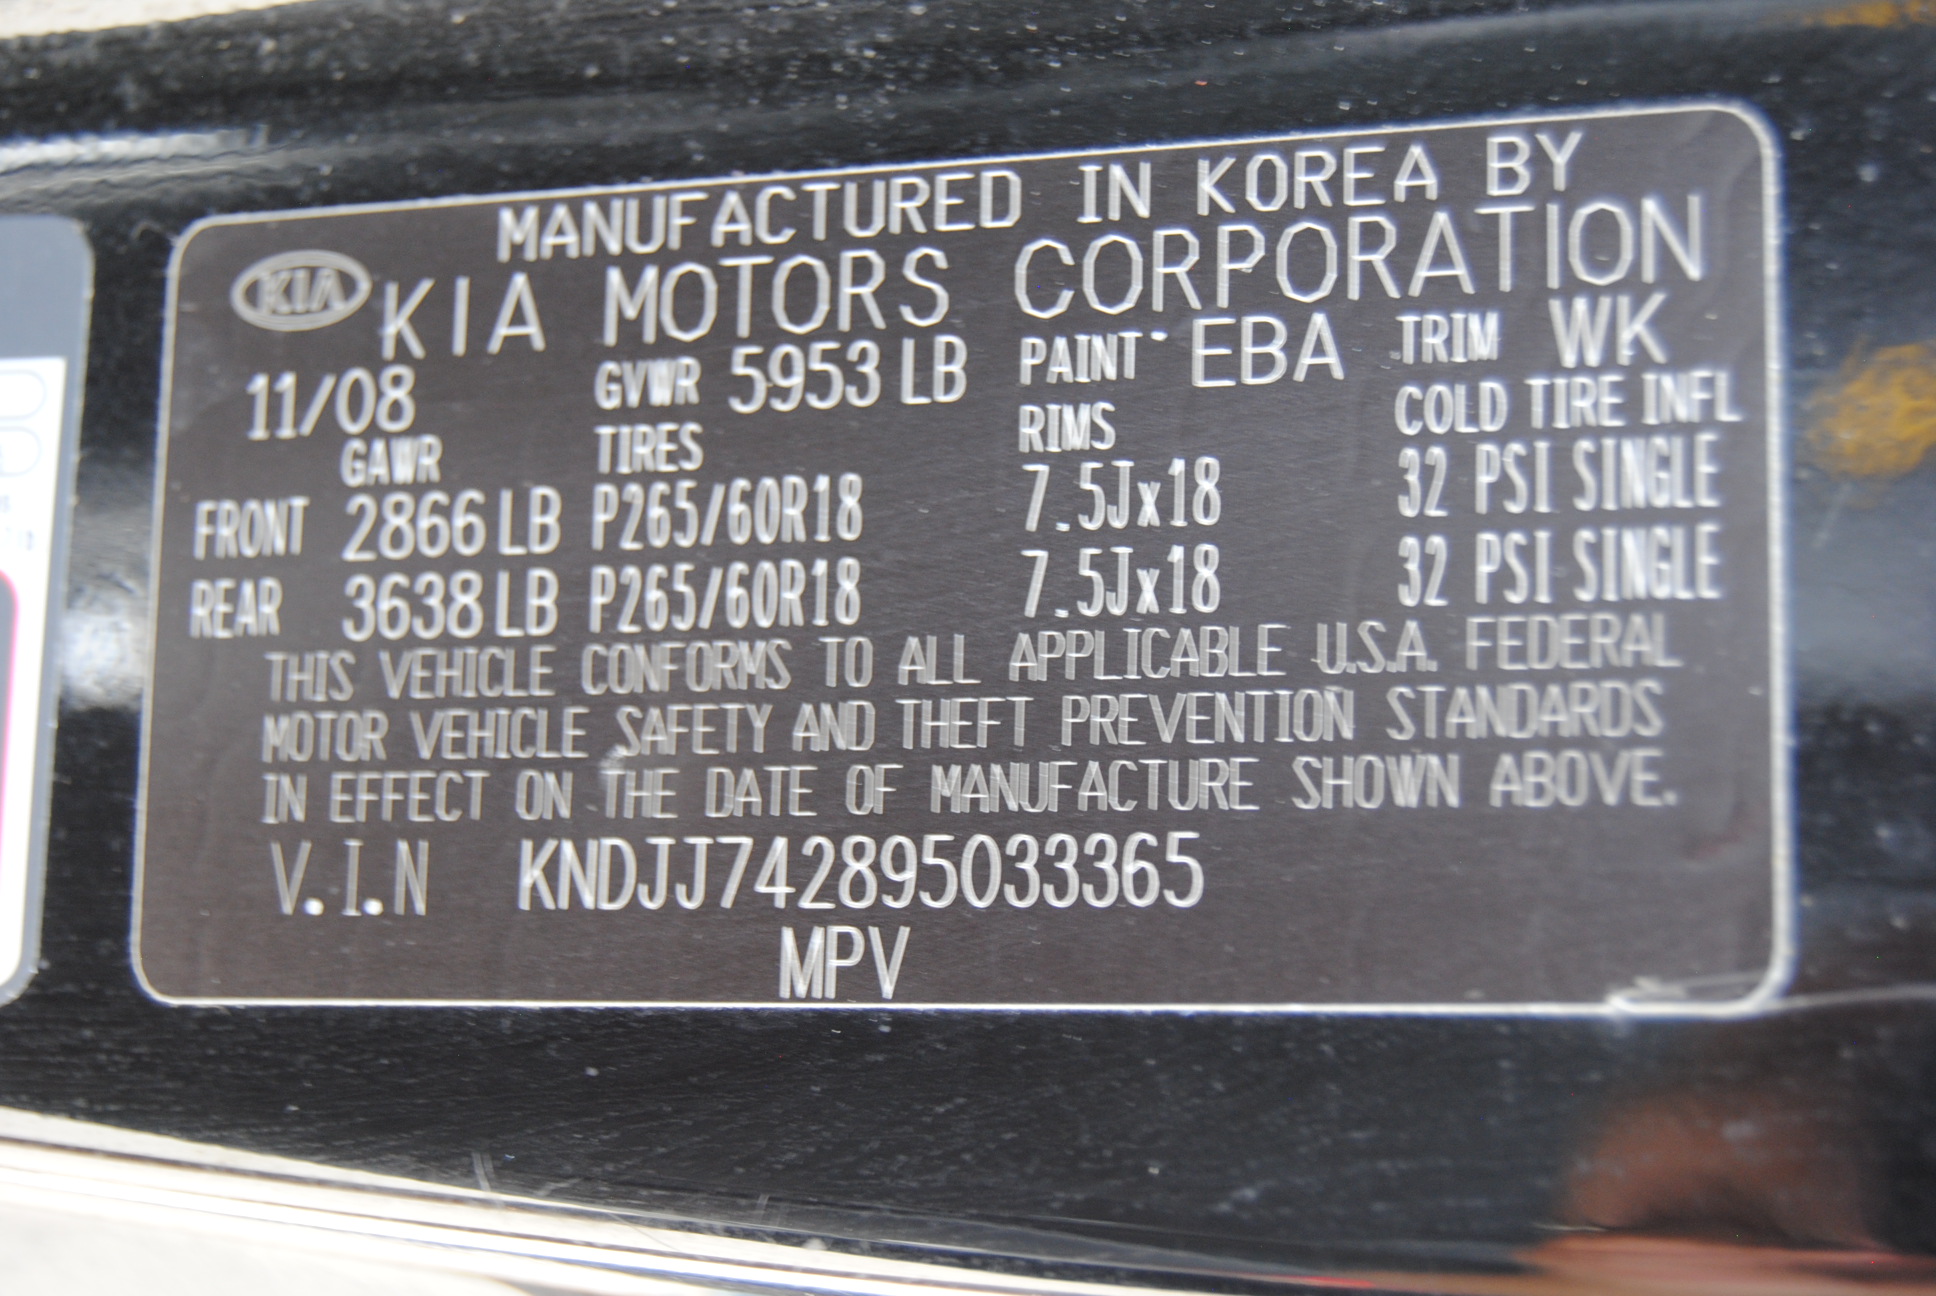 MANUFACTURED IN KOREA BY
KIA KIA MOTORS CORPORATION
11/08 GVWR 5953 LB PAINT EBA TRIM WK
GAWR TIRES RIMS COLD TIRE INFL
FRONT 2866 LB P265/60R18 7.5Jx18 32 PSI SINGLE
REAR 3638 LB P265/60R18 7.5Jx18 32 PSI SINGLE
THIS VEHICLE CONFORMS TO ALL APPLICABLE U.S.A. FEDERAL
MOTOR VEHICLE SAFETY AND THEFT PREVENTION STANDARDS
IN EFFECT ON THE DATE OF MANUFACTURE SHOWN ABOVE.
V.I.N KNDJJ742895033365
MPV